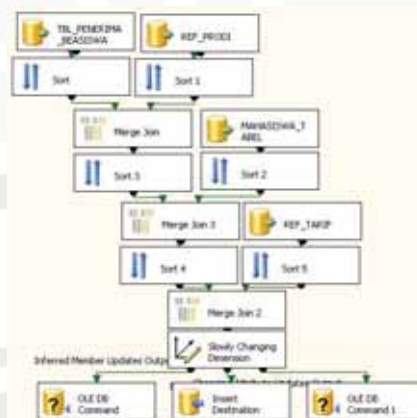 TBL_PENERIMA
_BEASISWA
REF_PRODI
Sort
Sort 1
Merge Join
MAHASISWA_T
ABEL
Sort 3
Sort 2
Merge Join 3
REF_TARIF
Sort 4
Sort 5
Merge Join 2
Slowly Changing
Dimension
Inferred Member Updates Outpu
OLE DB
Command
Insert
Destination
OLE DB
Command 1